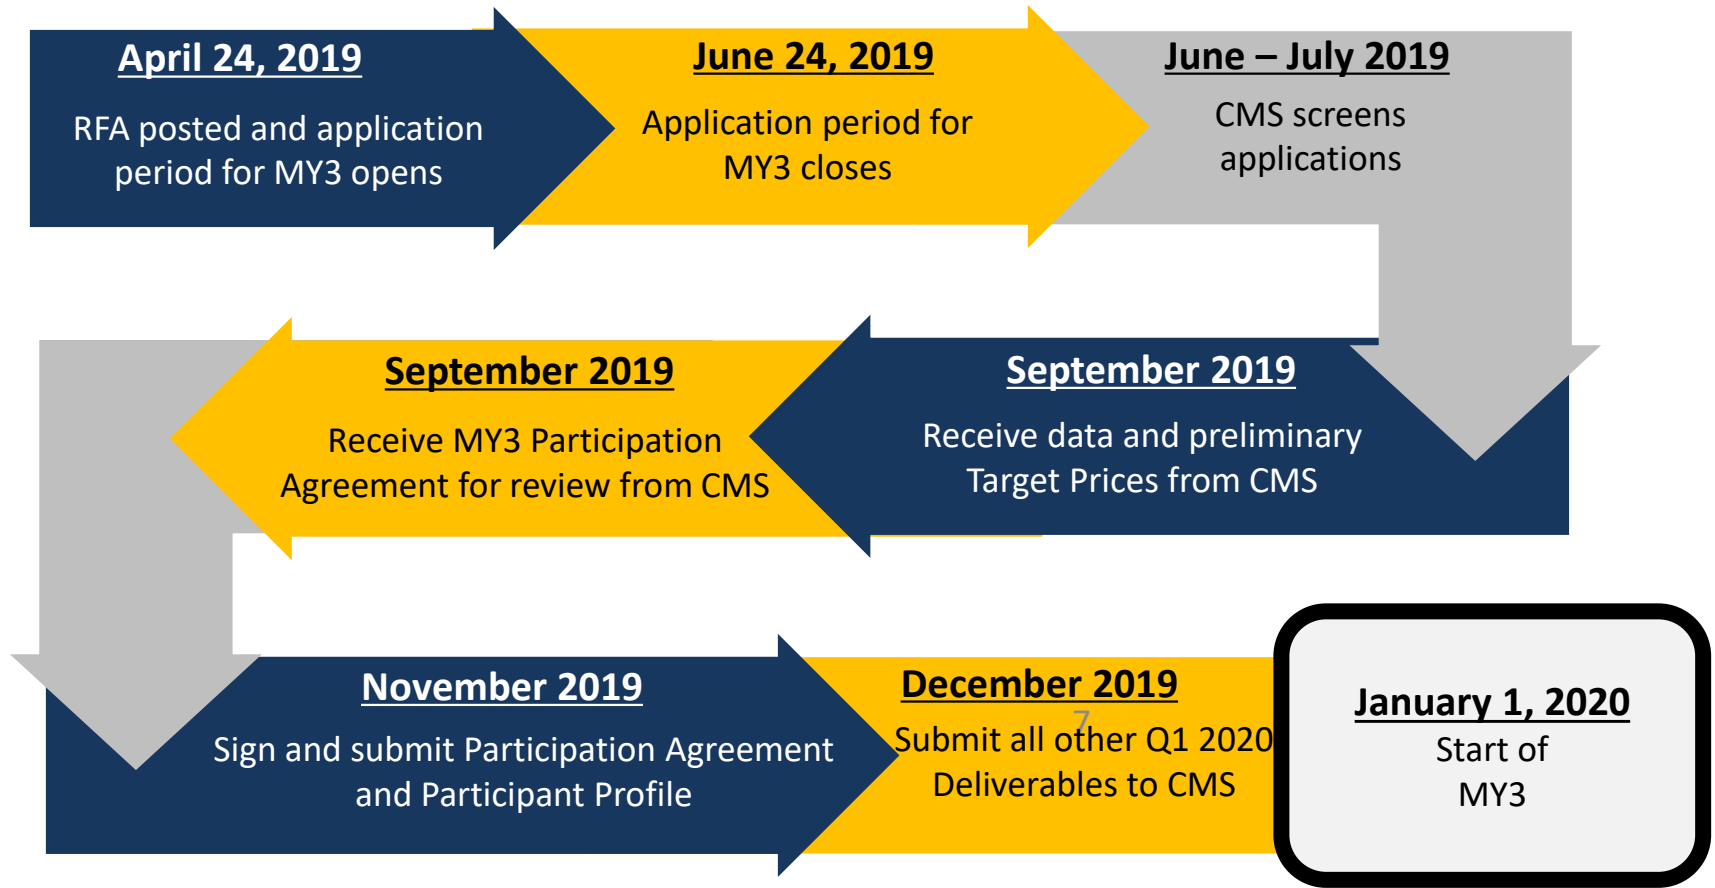 April 24, 2019
RFA posted and application
period for MY3 opens
June 24, 2019
Application period for
MY3 closes
June – July 2019
CMS screens
applications
September 2019
Receive data and preliminary
Target Prices from CMS
September 2019
Receive MY3 Participation
Agreement for review from CMS
November 2019
Sign and submit Participation Agreement
and Participant Profile
December 2019
7
Submit all other Q1 2020
Deliverables to CMS
January 1, 2020
Start of
MY3